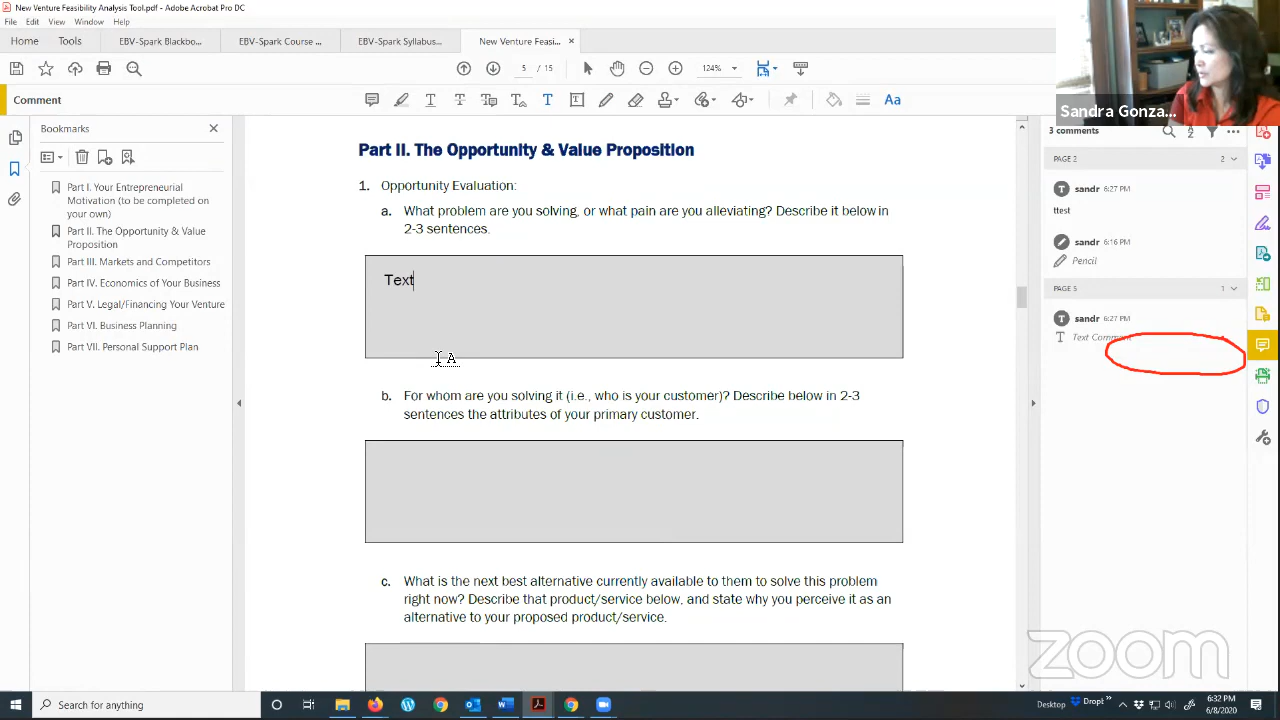 New Venture Feasibility Analysis Tool.pdf - Adobe Acrobat Pro DC
File Edit View Window Help
Home Tools EBV-Spark Blackbo... EBV-Spark Course ... EBV-Spark Syllabus... New Venture Feasi... ×
5 / 15 124%
Comment
Bookmarks
Part I. Your Entrepreneurial
Motivation (to be completed on
your own)
Part II. The Opportunity & Value
Proposition
Part III. Markets and Competitors
Part IV. Economics of Your Business
Part V. Legal/Financing Your Venture
Part VI. Business Planning
Part VII. Personal Support Plan
Part II. The Opportunity & Value Proposition
1. Opportunity Evaluation:
a. What problem are you solving, or what pain are you alleviating? Describe it below in
2-3 sentences.
Text
b. For whom are you solving it (i.e., who is your customer)? Describe below in 2-3
sentences the attributes of your primary customer.
c. What is the next best alternative currently available to them to solve this problem
right now? Describe that product/service below, and state why you perceive it as an
alternative to your proposed product/service.
Sandra Gonza...
3 comments
PAGE 2 2
sandr 6:27 PM
ttest
sandr 6:16 PM
Pencil
PAGE 5 1
sandr 6:27 PM
Text Comment
zoom
Search for anything
Desktop Dropt »
6:32 PM
6/8/2020